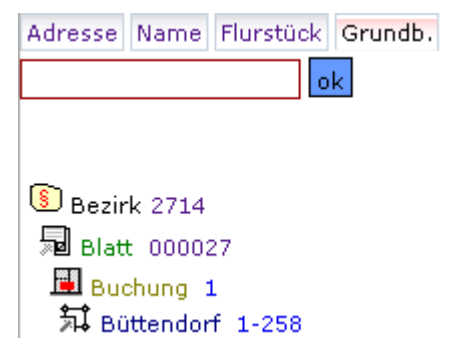 Adresse Name Flurstück Grundb.
ok
§ Bezirk 2714
Blatt 000027
Buchung 1
Büttendorf 1-258